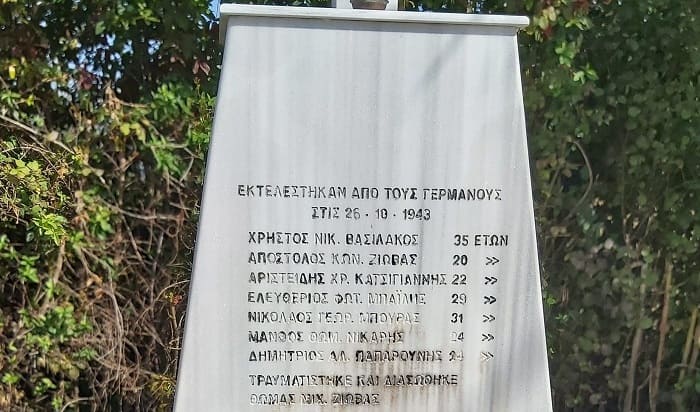 ΕΚΤΕΛΕΣΤΗΚΑΜ ΑΠΟ ΤΟΥΣ ΓΕΡΜΑΝΟΥΣ
ΣΤΙΣ 26 - 10 - 1943
ΧΡΗΣΤΟΣ ΝΙΚ. ΒΑΣΙΛΑΚΟΣ 35 ΕΤΩΝ
ΑΠΟΣΤΟΛΟΣ ΚΩΝ. ΖΙΩΒΑΣ 20 »
ΑΡΙΣΤΕΙΔΗΣ ΧΡ. ΚΑΤΣΙΓΙΑΝΝΗΣ 22 »
ΕΛΕΥΘΕΡΙΟΣ ΦΩΤ. ΜΠΑΪΛΗΣ 29 »
ΝΙΚΟΛΑΟΣ ΓΕΩΡ. ΜΠΟΥΡΑΣ 31 »
ΜΑΝΘΟΣ ΘΩΜ. ΝΙΚΑΡΗΣ 24 »
ΔΗΜΗΤΡΙΟΣ ΑΛ. ΠΑΠΑΡΟΥΝΗΣ 24 »
ΤΡΑΥΜΑΤΙΣΤΗΚΕ ΚΑΙ ΔΙΑΣΩΘΗΚΕ
ΘΩΜΑΣ ΝΙΧ. ΖΙΩΒΑΣ